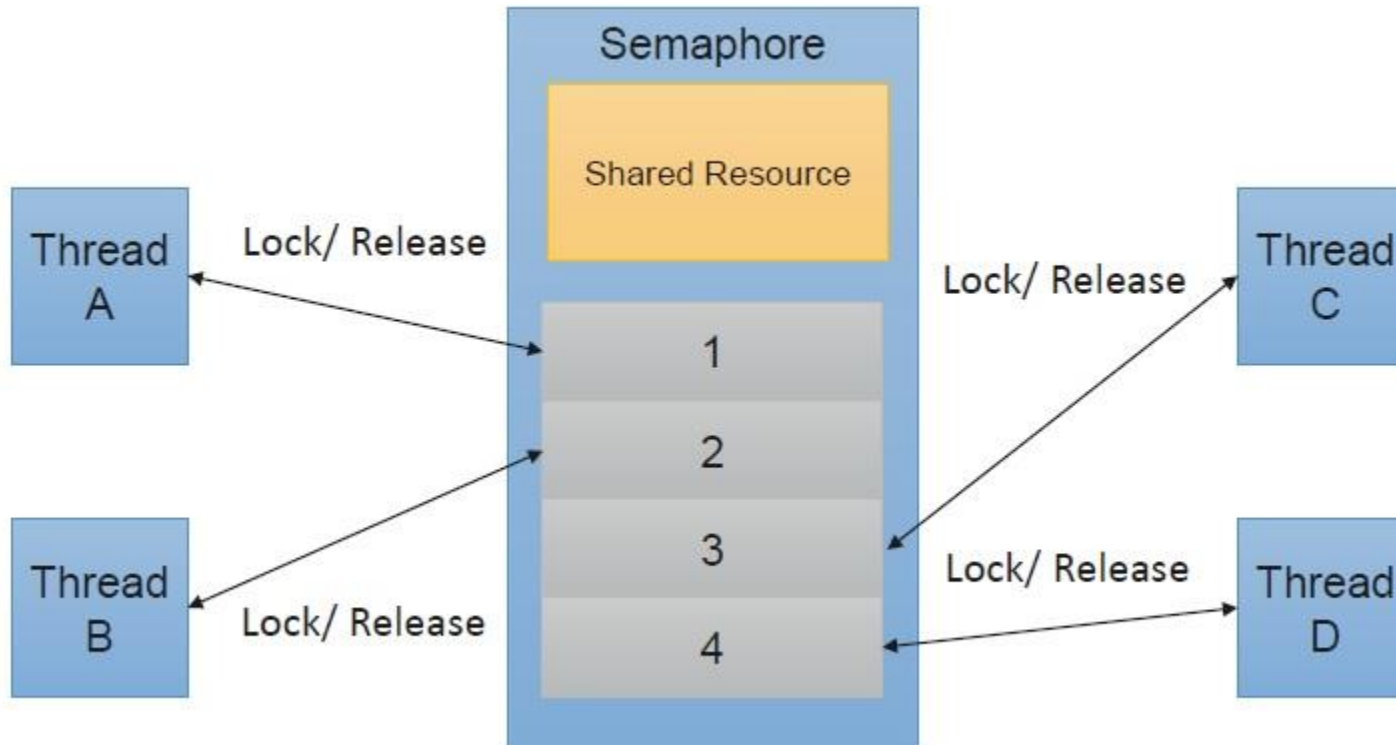 Semaphore
Shared Resource
Thread
A
Lock/ Release
Thread
B
Lock/ Release
1
2
3
4
Lock/ Release
Thread
C
Lock/ Release
Thread
D